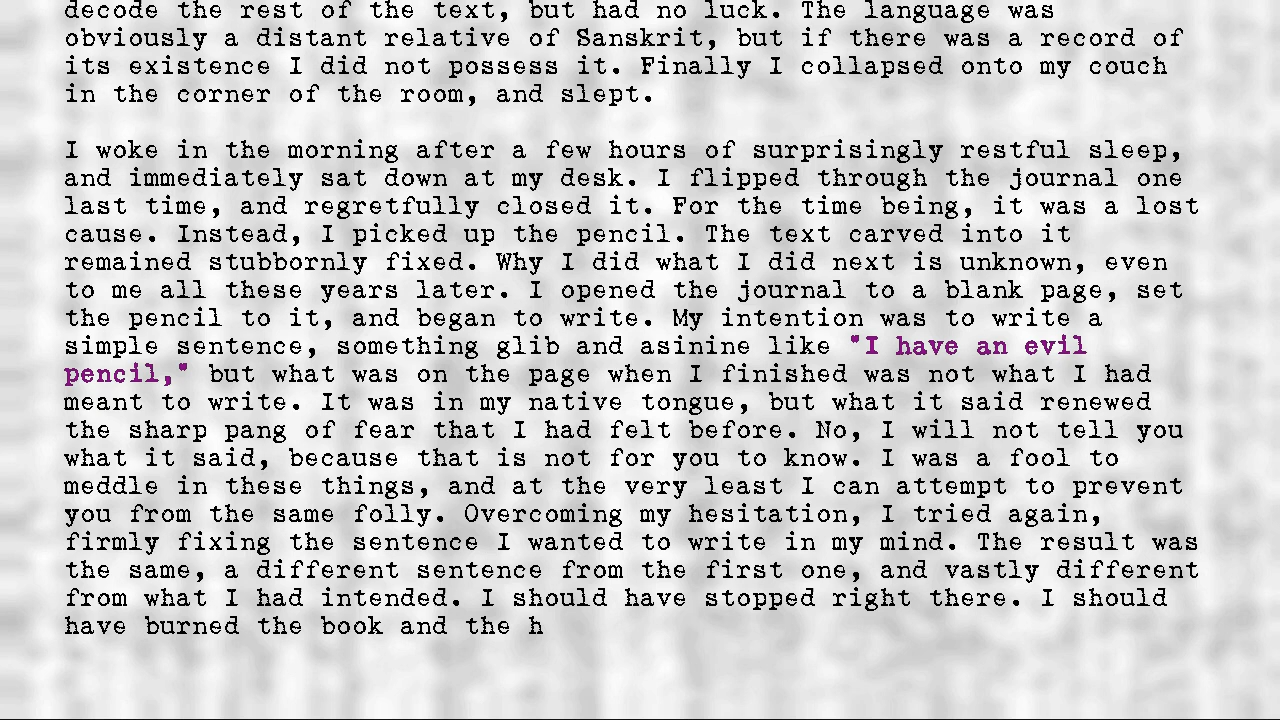 decode the rest of the text, but had no luck. The language was
obviously a distant relative of Sanskrit, but if there was a record of
its existence I did not possess it. Finally I collapsed onto my couch
in the corner of the room, and slept.
I woke in the morning after a few hours of surprisingly restful sleep,
and immediately sat down at my desk. I flipped through the journal one
last time, and regretfully closed it. For the time being, it was a lost
cause. Instead, I picked up the pencil. The text carved into it
remained stubbornly fixed. Why I did what I did next is unknown, even
to me all these years later. I opened the journal to a blank page, set
the pencil to it, and began to write. My intention was to write a
simple sentence, something glib and asinine like "I have an evil
pencil," but what was on the page when I finished was not what I had
meant to write. It was in my native tongue, but what it said renewed
the sharp pang of fear that I had felt before. No, I will not tell you
what it said, because that is not for you to know. I was a fool to
meddle in these things, and at the very least I can attempt to prevent
you from the same folly. Overcoming my hesitation, I tried again,
firmly fixing the sentence I wanted to write in my mind. The result was
the same, a different sentence from the first one, and vastly different
from what I had intended. I should have stopped right there. I should
have burned the book and the h